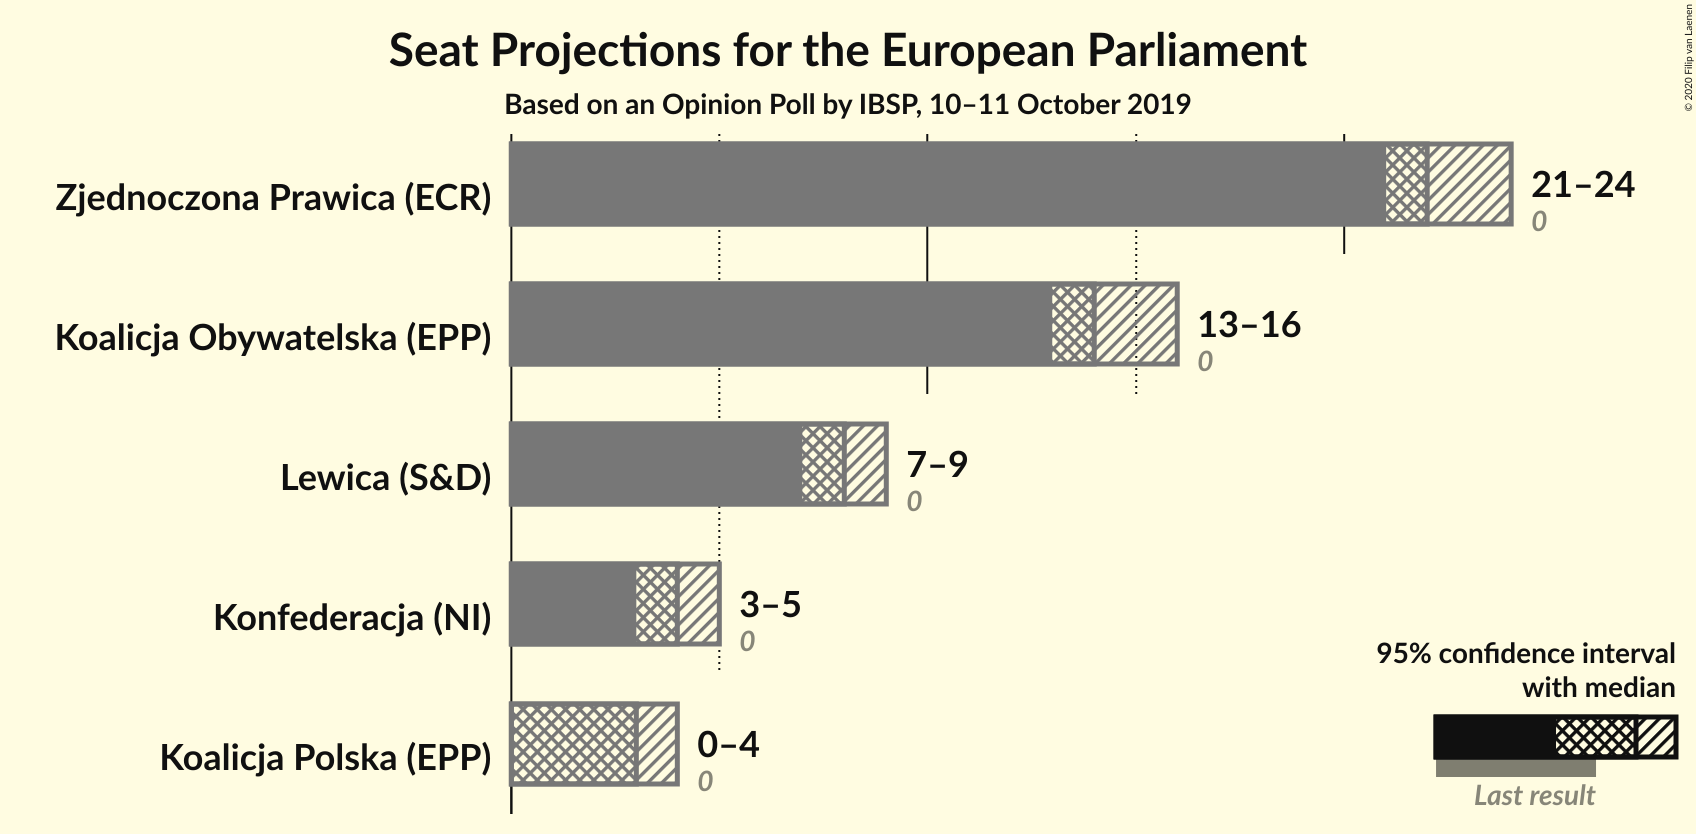 Seat Projections for the European Parliament
Based on an Opinion Poll by IBSP, 10–11 October 2019
© 2020 Filip van Laenen
Zjednoczona Prawica (ECR)
21–24
0
Koalicja Obywatelska (EPP)
13–16
0
Lewica (S&D)
7–9
0
Konfederacja (NI)
3–5
0
Koalicja Polska (EPP)
0–4
0
95% confidence interval
with median
Last result